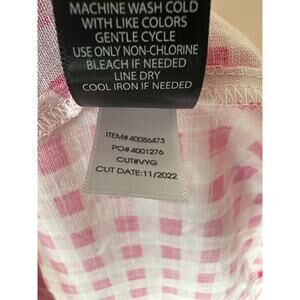 MACHINE WASH COLD
WITH LIKE COLORS
GENTLE CYCLE
USE ONLY NON-CHLORINE
BLEACH IF NEEDED
LINE DRY
COOL IRON IF NEEDED
ITEM# 40086473
PO# 4001276
CUT#VYG
CUT DATE: 11/2022